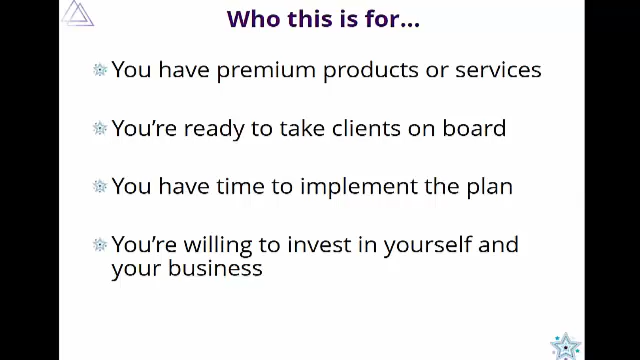 Who this is for...
You have premium products or services
You're ready to take clients on board
You have time to implement the plan
You're willing to invest in yourself and
your business